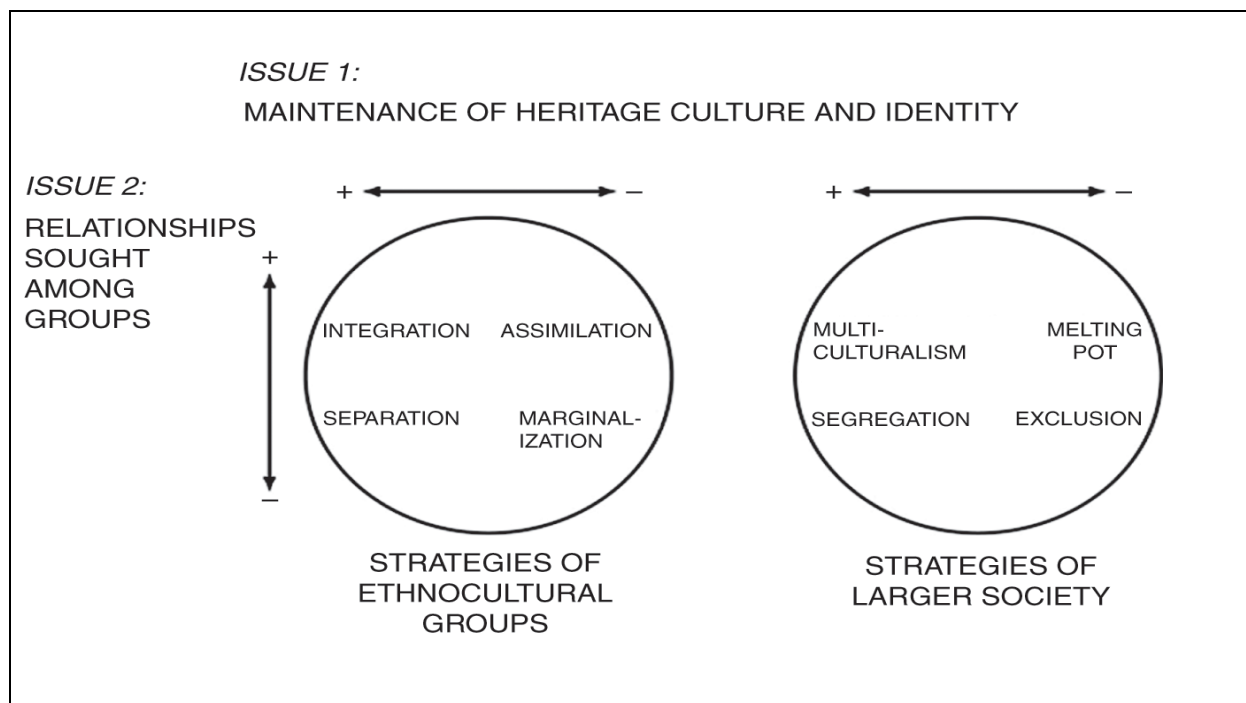 ISSUE 1:
MAINTENANCE OF HERITAGE CULTURE AND IDENTITY
ISSUE 2:
RELATIONSHIPS
SOUGHT
AMONG
GROUPS
+ –
+ –
+
–
INTEGRATION ASSIMILATION
SEPARATION MARGINAL-
IZATION
STRATEGIES OF
ETHNOCULTURAL
GROUPS
MULTI-
CULTURALISM
MELTING
POT
SEGREGATION EXCLUSION
STRATEGIES OF
LARGER SOCIETY